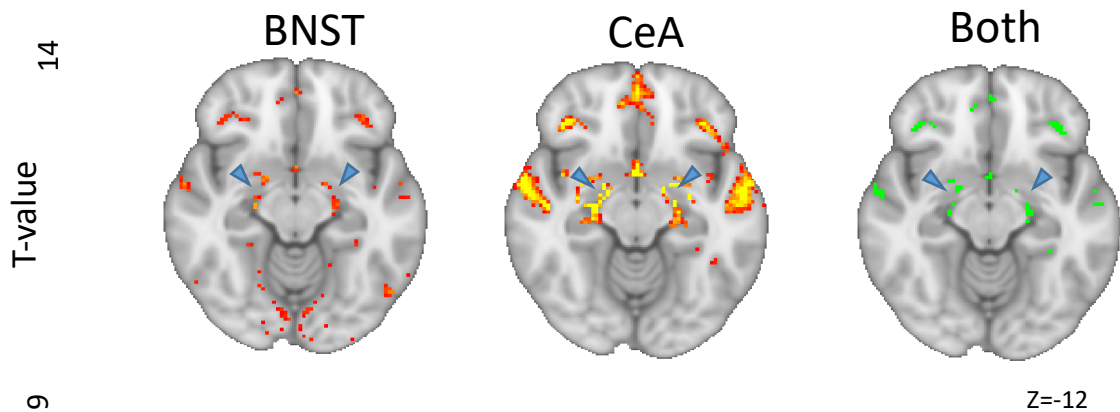 BNST
CeA
Both
14
T-value
9
Z=-12